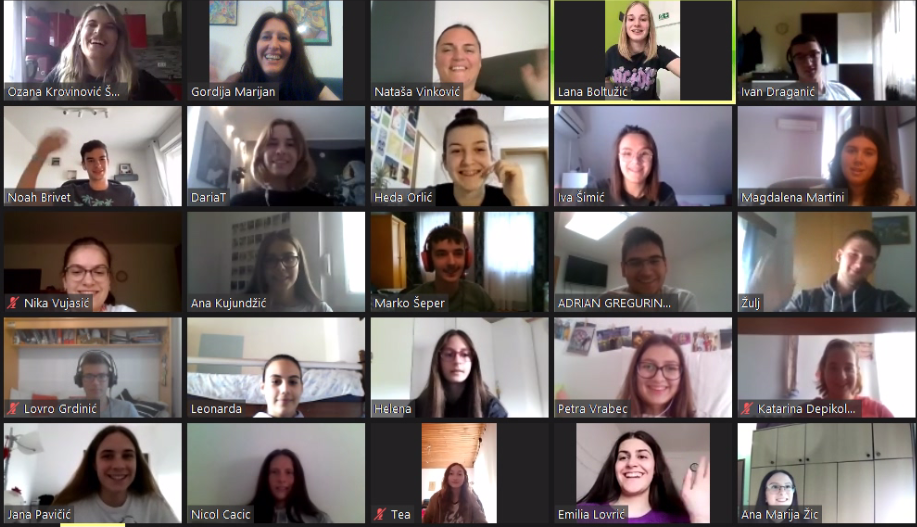 Ozana Krovinović Š...
Gordija Marijan
Nataša Vinković
Lana Boltužić
Ivan Draganić
Noah Brivet
DariaT
Heda Orlić
Iva Šimić
Magdalena Martini
Nika Vujasić
Ana Kujundžić
Marko Šeper
ADRIAN GREGURIN...
Žulj
Lovro Grdinić
Leonarda
Helena
Petra Vrabec
Katarina Depikol...
Jana Pavičić
Nicol Cacic
Tea
Emilia Lovrić
Ana Marija Žic